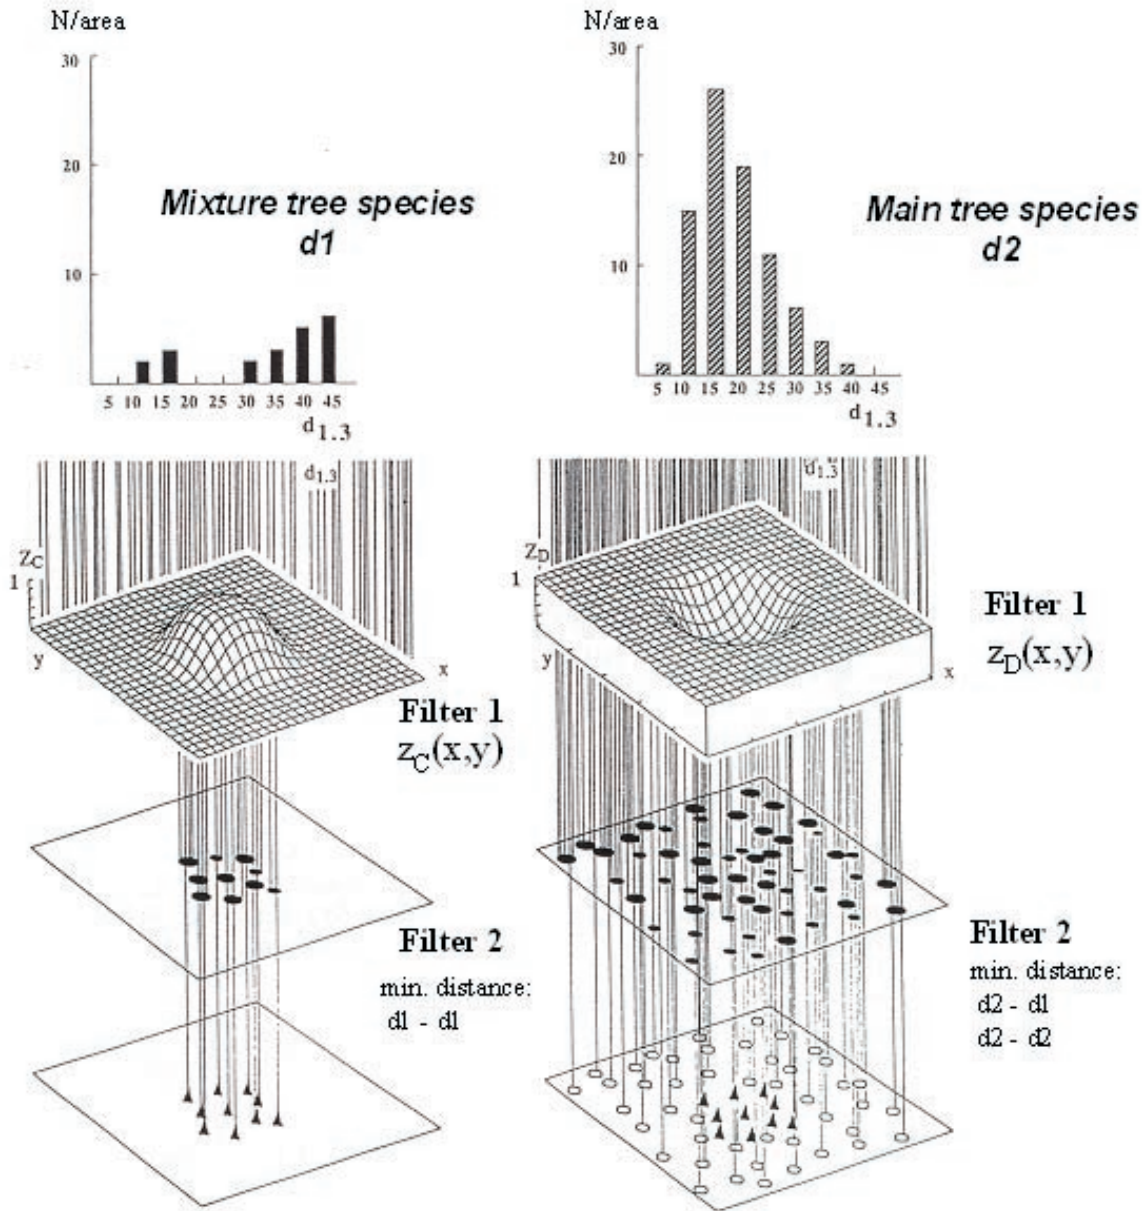 N/area
30
20
10
Mixture tree species
d1
5 10 15 20 25 30 35 40 45
d1.3
N/area
30
20
10
Main tree species
d2
5 10 15 20 25 30 35 40 45
d1.3
d1.3
ZC
1
y
x
Filter 1
zC(x,y)
d1.3
ZD
1
y
x
Filter 1
zD(x,y)
Filter 2
min. distance:
d1 - d1
Filter 2
min. distance:
d2 - d1
d2 - d2